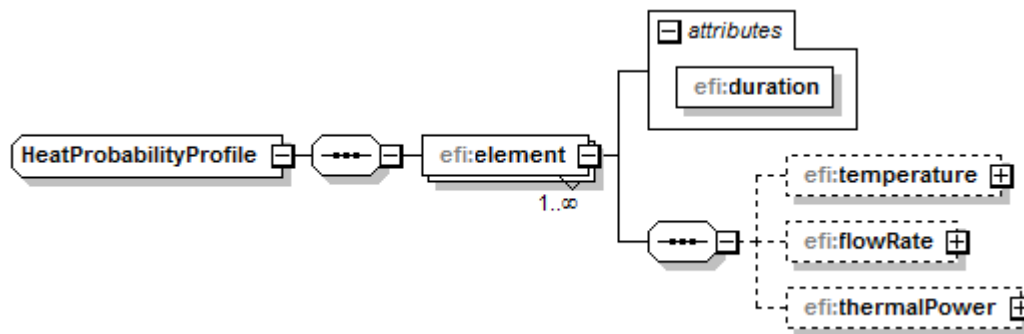 attributes
efi:duration
HeatProbabilityProfile
efi:element
1..∞
efi:temperature
efi:flowRate
efi:thermalPower